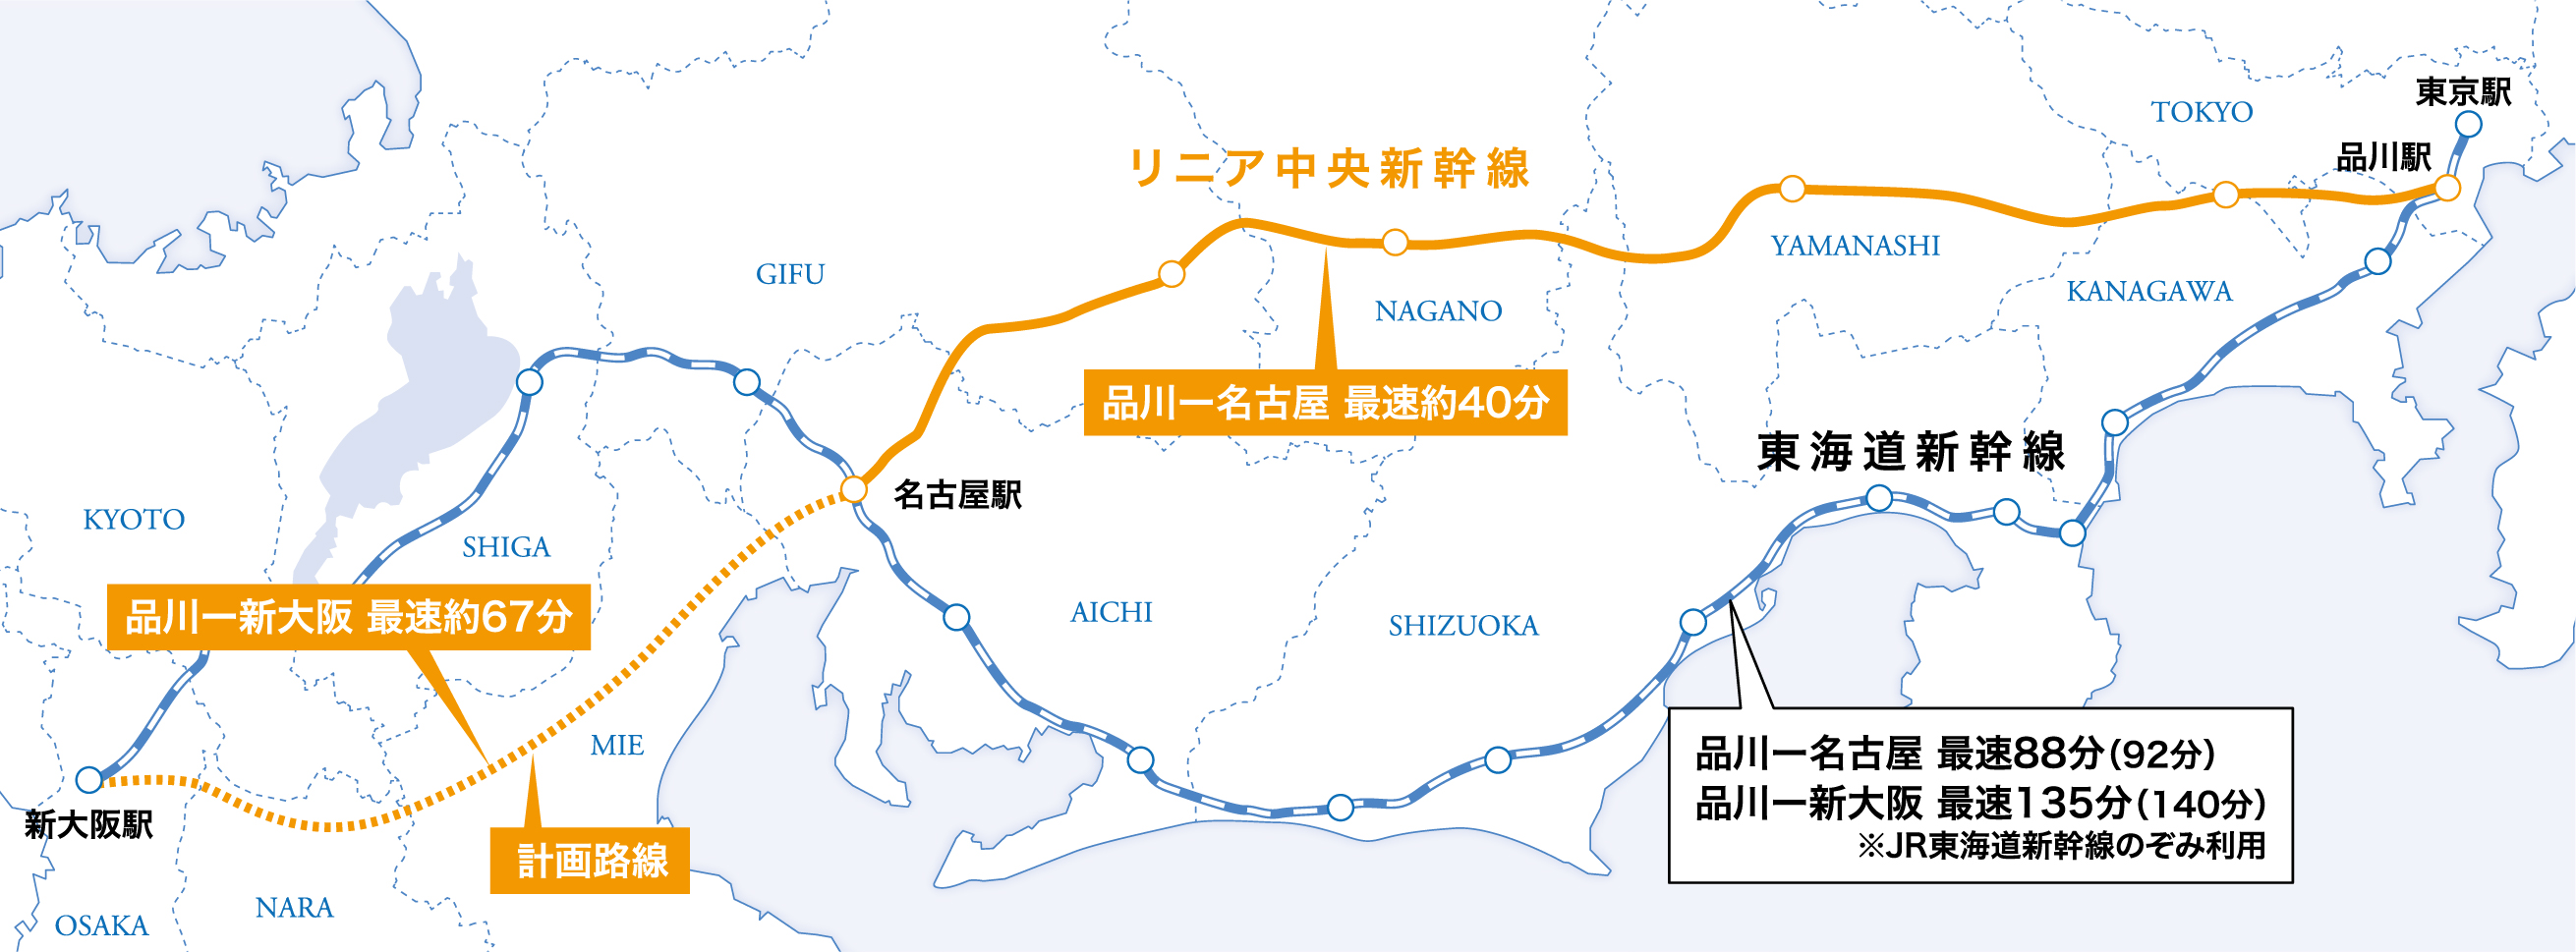 東京駅
TOKYO
品川駅
リニア中央新幹線
YAMANASHI
GIFU
KANAGAWA
NAGANO
品川ー名古屋 最速約40分
東海道新幹線
名古屋駅
KYOTO
SHIGA
品川ー新大阪 最速約67分
AICHI
SHIZUOKA
MIE
品川ー名古屋 最速88分(92分)
品川ー新大阪 最速135分(140分)
※JR東海道新幹線のぞみ利用
新大阪駅
計画路線
NARA
OSAKA